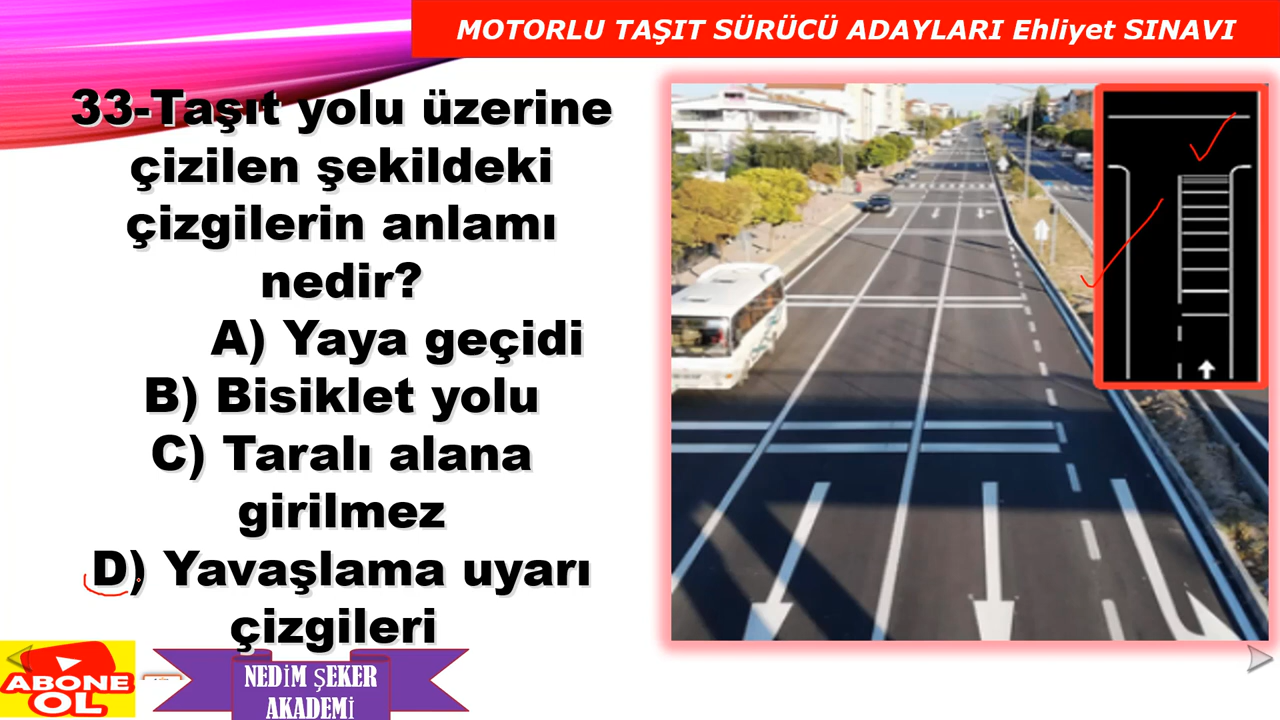 MOTORLU TAŞIT SÜRÜCÜ ADAYLARI Ehliyet SINAVI
33-Taşıt yolu üzerine
çizilen şekildeki
çizgilerin anlamı
nedir?
A) Yaya geçidi
B) Bisiklet yolu
C) Taralı alana
girilmez
D) Yavaşlama uyarı
çizgileri
ABONE
OL
NEDİM ŞEKER
AKADEMİ